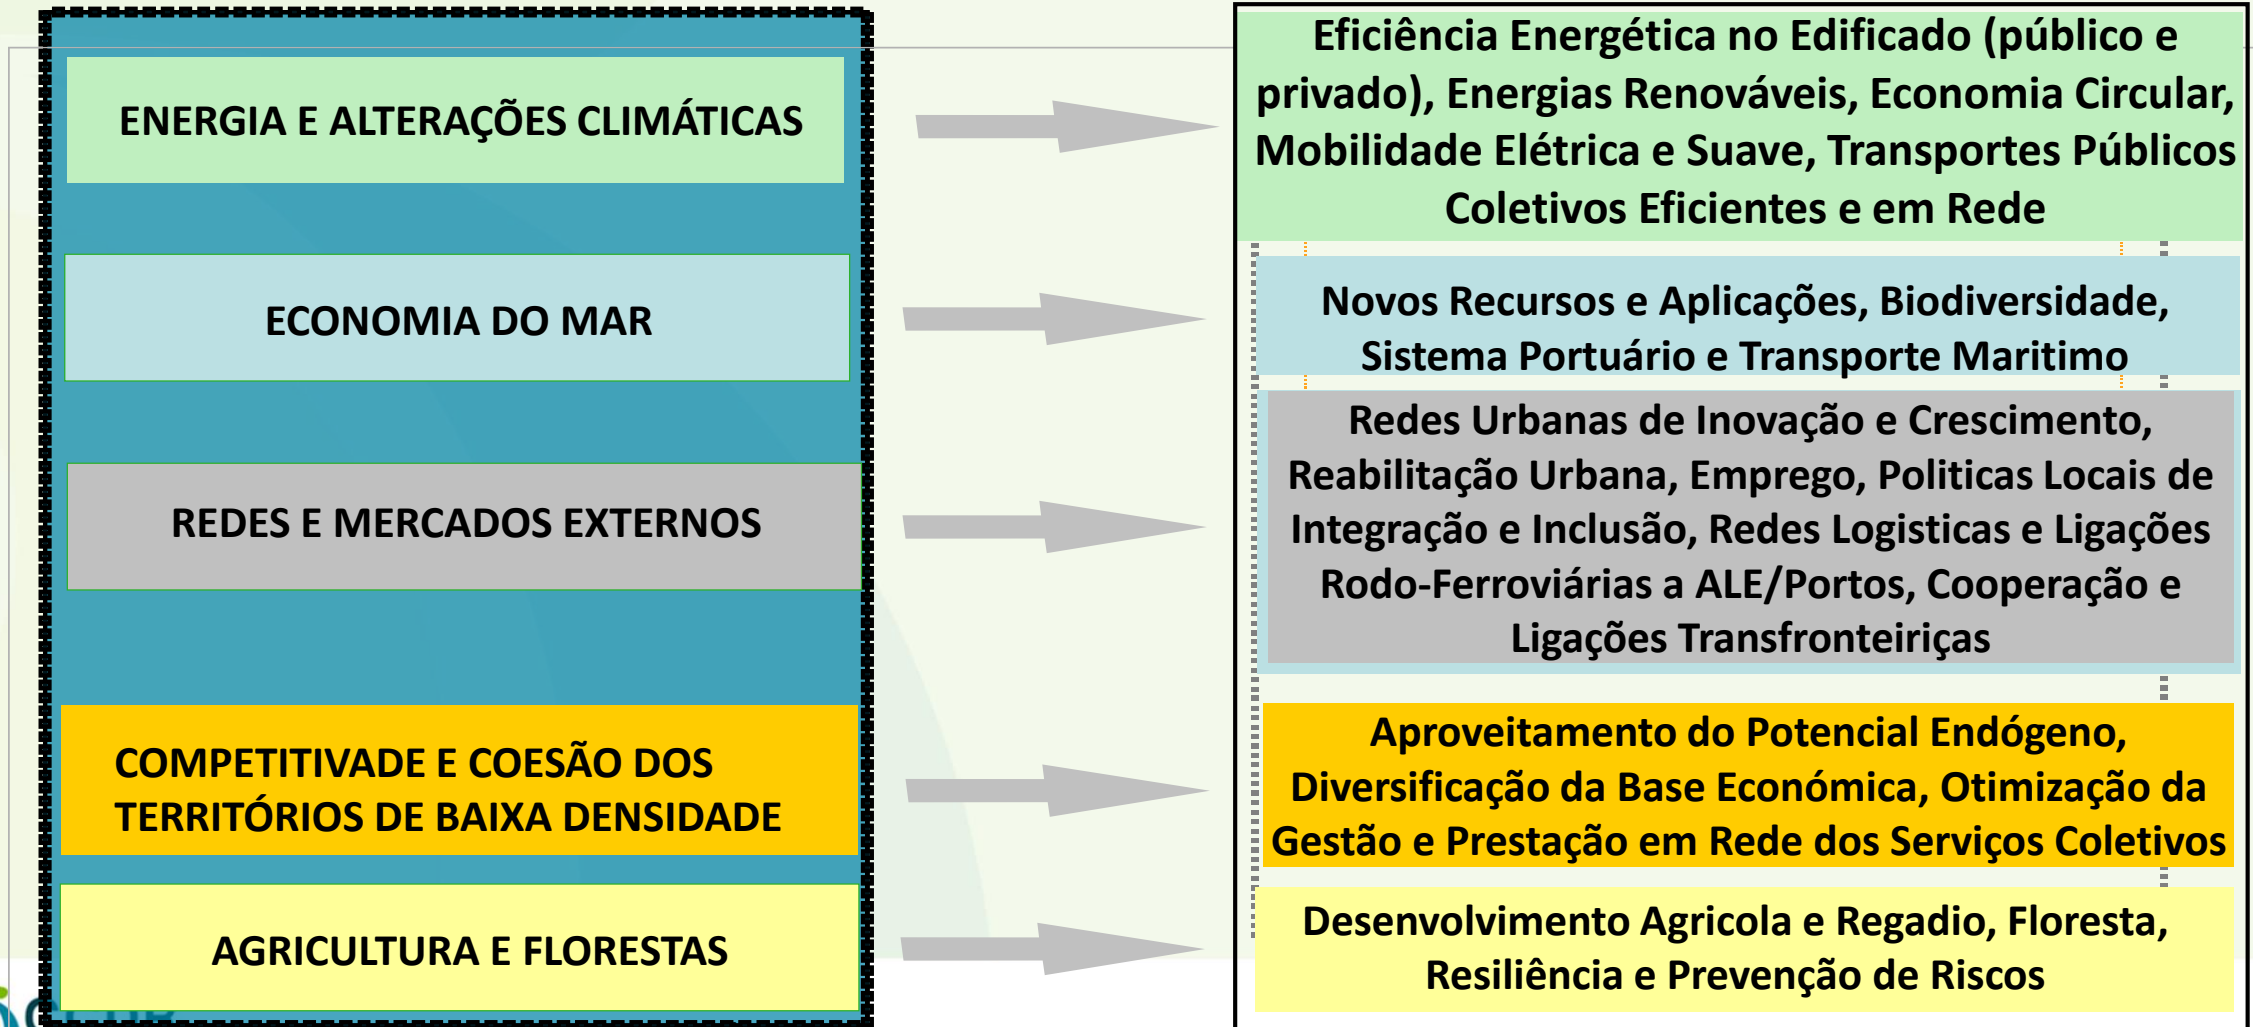 ENERGIA E ALTERAÇÕES CLIMÁTICAS
Eficiência Energética no Edificado (público e
privado), Energias Renováveis, Economia Circular,
Mobilidade Elétrica e Suave, Transportes Públicos
Coletivos Eficientes e em Rede
ECONOMIA DO MAR
Novos Recursos e Aplicações, Biodiversidade,
Sistema Portuário e Transporte Maritimo
REDES E MERCADOS EXTERNOS
Redes Urbanas de Inovação e Crescimento,
Reabilitação Urbana, Emprego, Politicas Locais de
Integração e Inclusão, Redes Logisticas e Ligações
Rodo-Ferroviárias a ALE/Portos, Cooperação e
Ligações Transfronteiriças
COMPETITIVADE E COESÃO DOS
TERRITÓRIOS DE BAIXA DENSIDADE
Aproveitamento do Potencial Endógeno,
Diversificação da Base Económica, Otimização da
Gestão e Prestação em Rede dos Serviços Coletivos
AGRICULTURA E FLORESTAS
Desenvolvimento Agricola e Regadio, Floresta,
Resiliência e Prevenção de Riscos